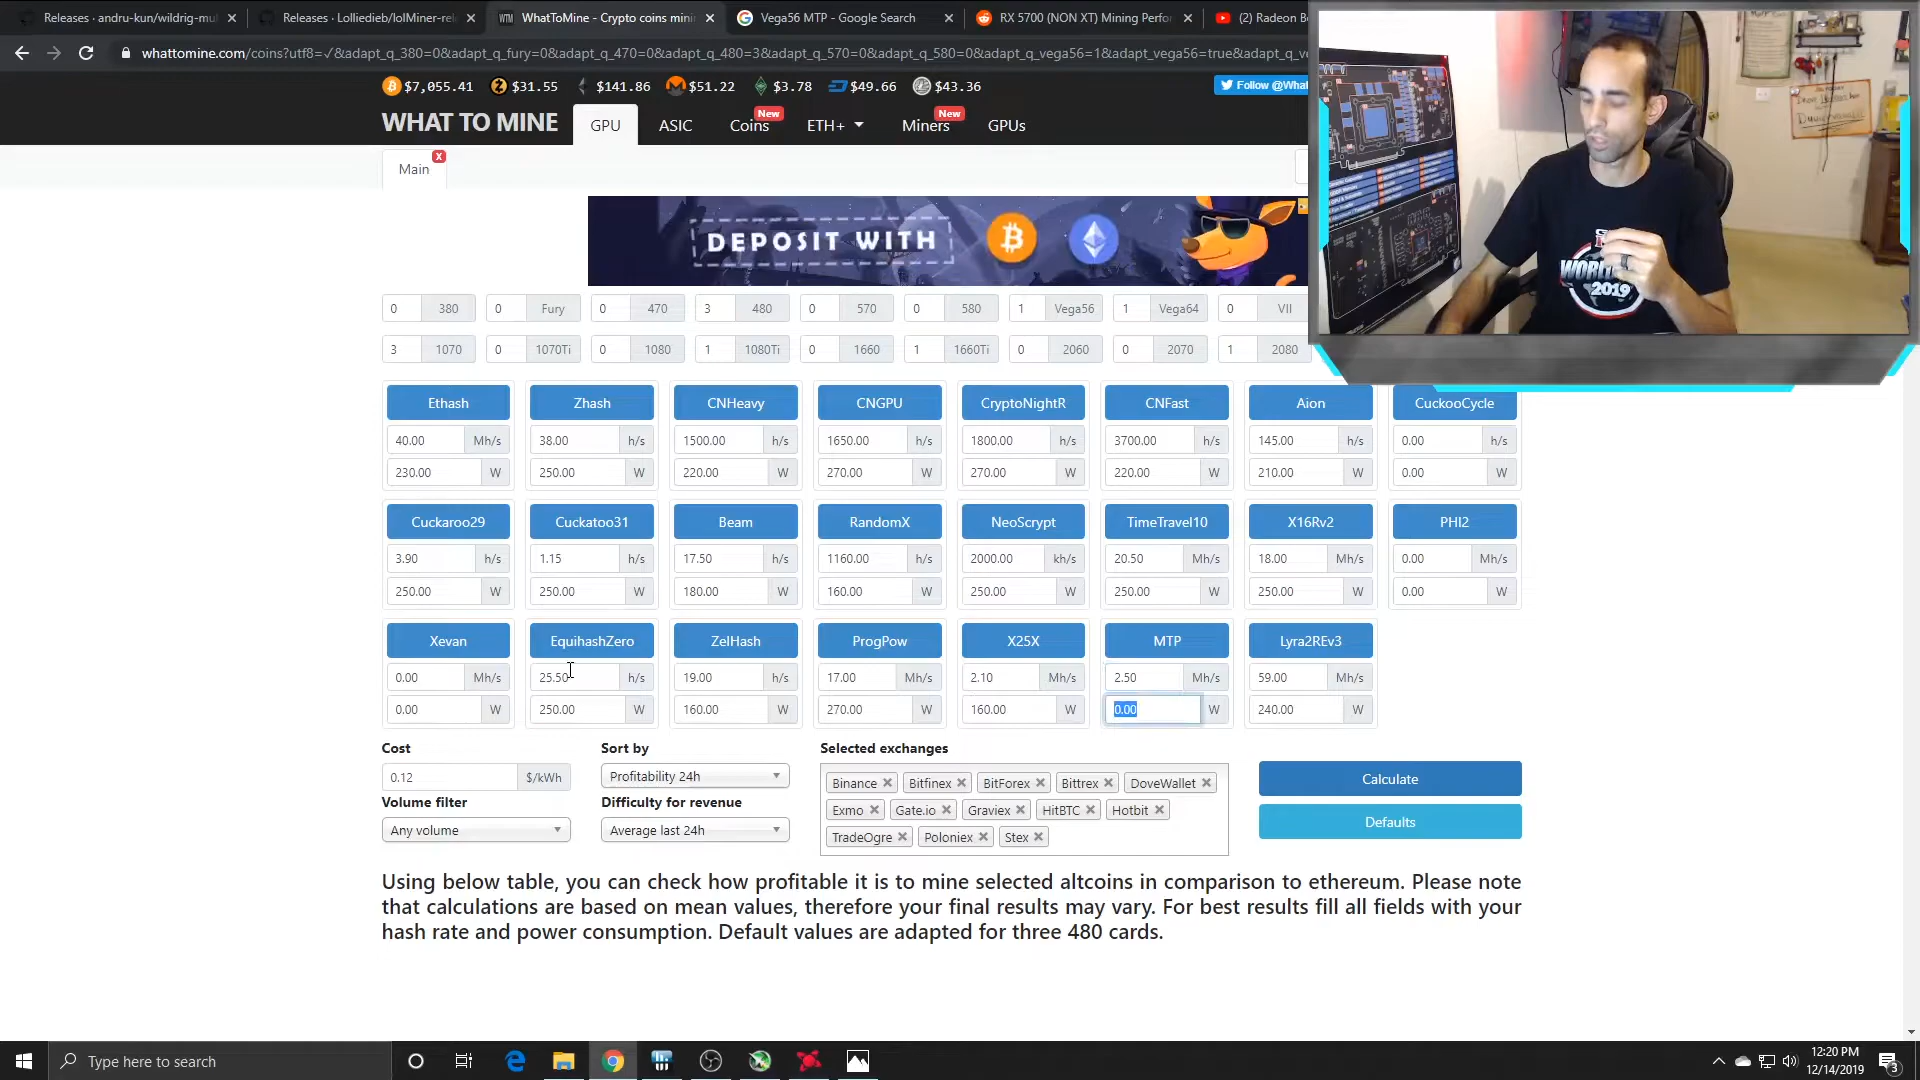 Releases · andru-kun/wildrig-mul
Releases · Lolliedieb/lolMiner-rele
WTM WhatToMine - Crypto coins mini
Vega56 MTP - Google Search
RX 5700 (NON XT) Mining Perfo
(2) Radeon B
whattomine.com/coins?utf8=✓&adapt_q_380=0&adapt_q_fury=0&adapt_q_470=0&adapt_q_480=3&adapt_q_570=0&adapt_q_580=0&adapt_q_vega56=1&adapt_vega56=true&adapt_q_ve
$7,055.41 $31.55 $141.86 $51.22 $3.78 $49.66 $43.36
Follow @What
WHAT TO MINE GPU ASIC Coins New ETH+ Miners New GPUs
Main x
DEPOSIT WITH
0 380 0 Fury 0 470 3 480 0 570 0 580 1 Vega56 1 Vega64 0 VII
3 1070 0 1070Ti 0 1080 1 1080Ti 0 1660 1 1660Ti 0 2060 0 2070 1 2080
Ethash Zhash CNHeavy CNGPU CryptoNightR CNFast Aion CuckooCycle
40.00 Mh/s 38.00 h/s 1500.00 h/s 1650.00 h/s 1800.00 h/s 3700.00 h/s 145.00 h/s 0.00 h/s
230.00 W 250.00 W 220.00 W 270.00 W 270.00 W 220.00 W 210.00 W 0.00 W
Cuckaroo29 Cuckatoo31 Beam RandomX NeoScrypt TimeTravel10 X16Rv2 PHI2
3.90 h/s 1.15 h/s 17.50 h/s 1160.00 h/s 2000.00 kh/s 20.50 Mh/s 18.00 Mh/s 0.00 Mh/s
250.00 W 250.00 W 180.00 W 160.00 W 250.00 W 250.00 W 250.00 W 0.00 W
Xevan EquihashZero ZelHash ProgPow X25X MTP Lyra2REv3
0.00 Mh/s 25.50 h/s 19.00 h/s 17.00 Mh/s 2.10 Mh/s 2.50 Mh/s 59.00 Mh/s
0.00 W 250.00 W 160.00 W 270.00 W 160.00 W 0.00 W 240.00 W
Cost Sort by Selected exchanges
0.12 $/kWh Profitability 24h Binance Bitfinex BitForex Bittrex DoveWallet Calculate
Volume filter Difficulty for revenue Exmo Gate.io Graviex HitBTC Hotbit Defaults
Any volume Average last 24h TradeOgre Poloniex Stex
Using below table, you can check how profitable it is to mine selected altcoins in comparison to ethereum. Please note
that calculations are based on mean values, therefore your final results may vary. For best results fill all fields with your
hash rate and power consumption. Default values are adapted for three 480 cards.
WORLD
2019
Type here to search
12:20 PM
12/14/2019
3